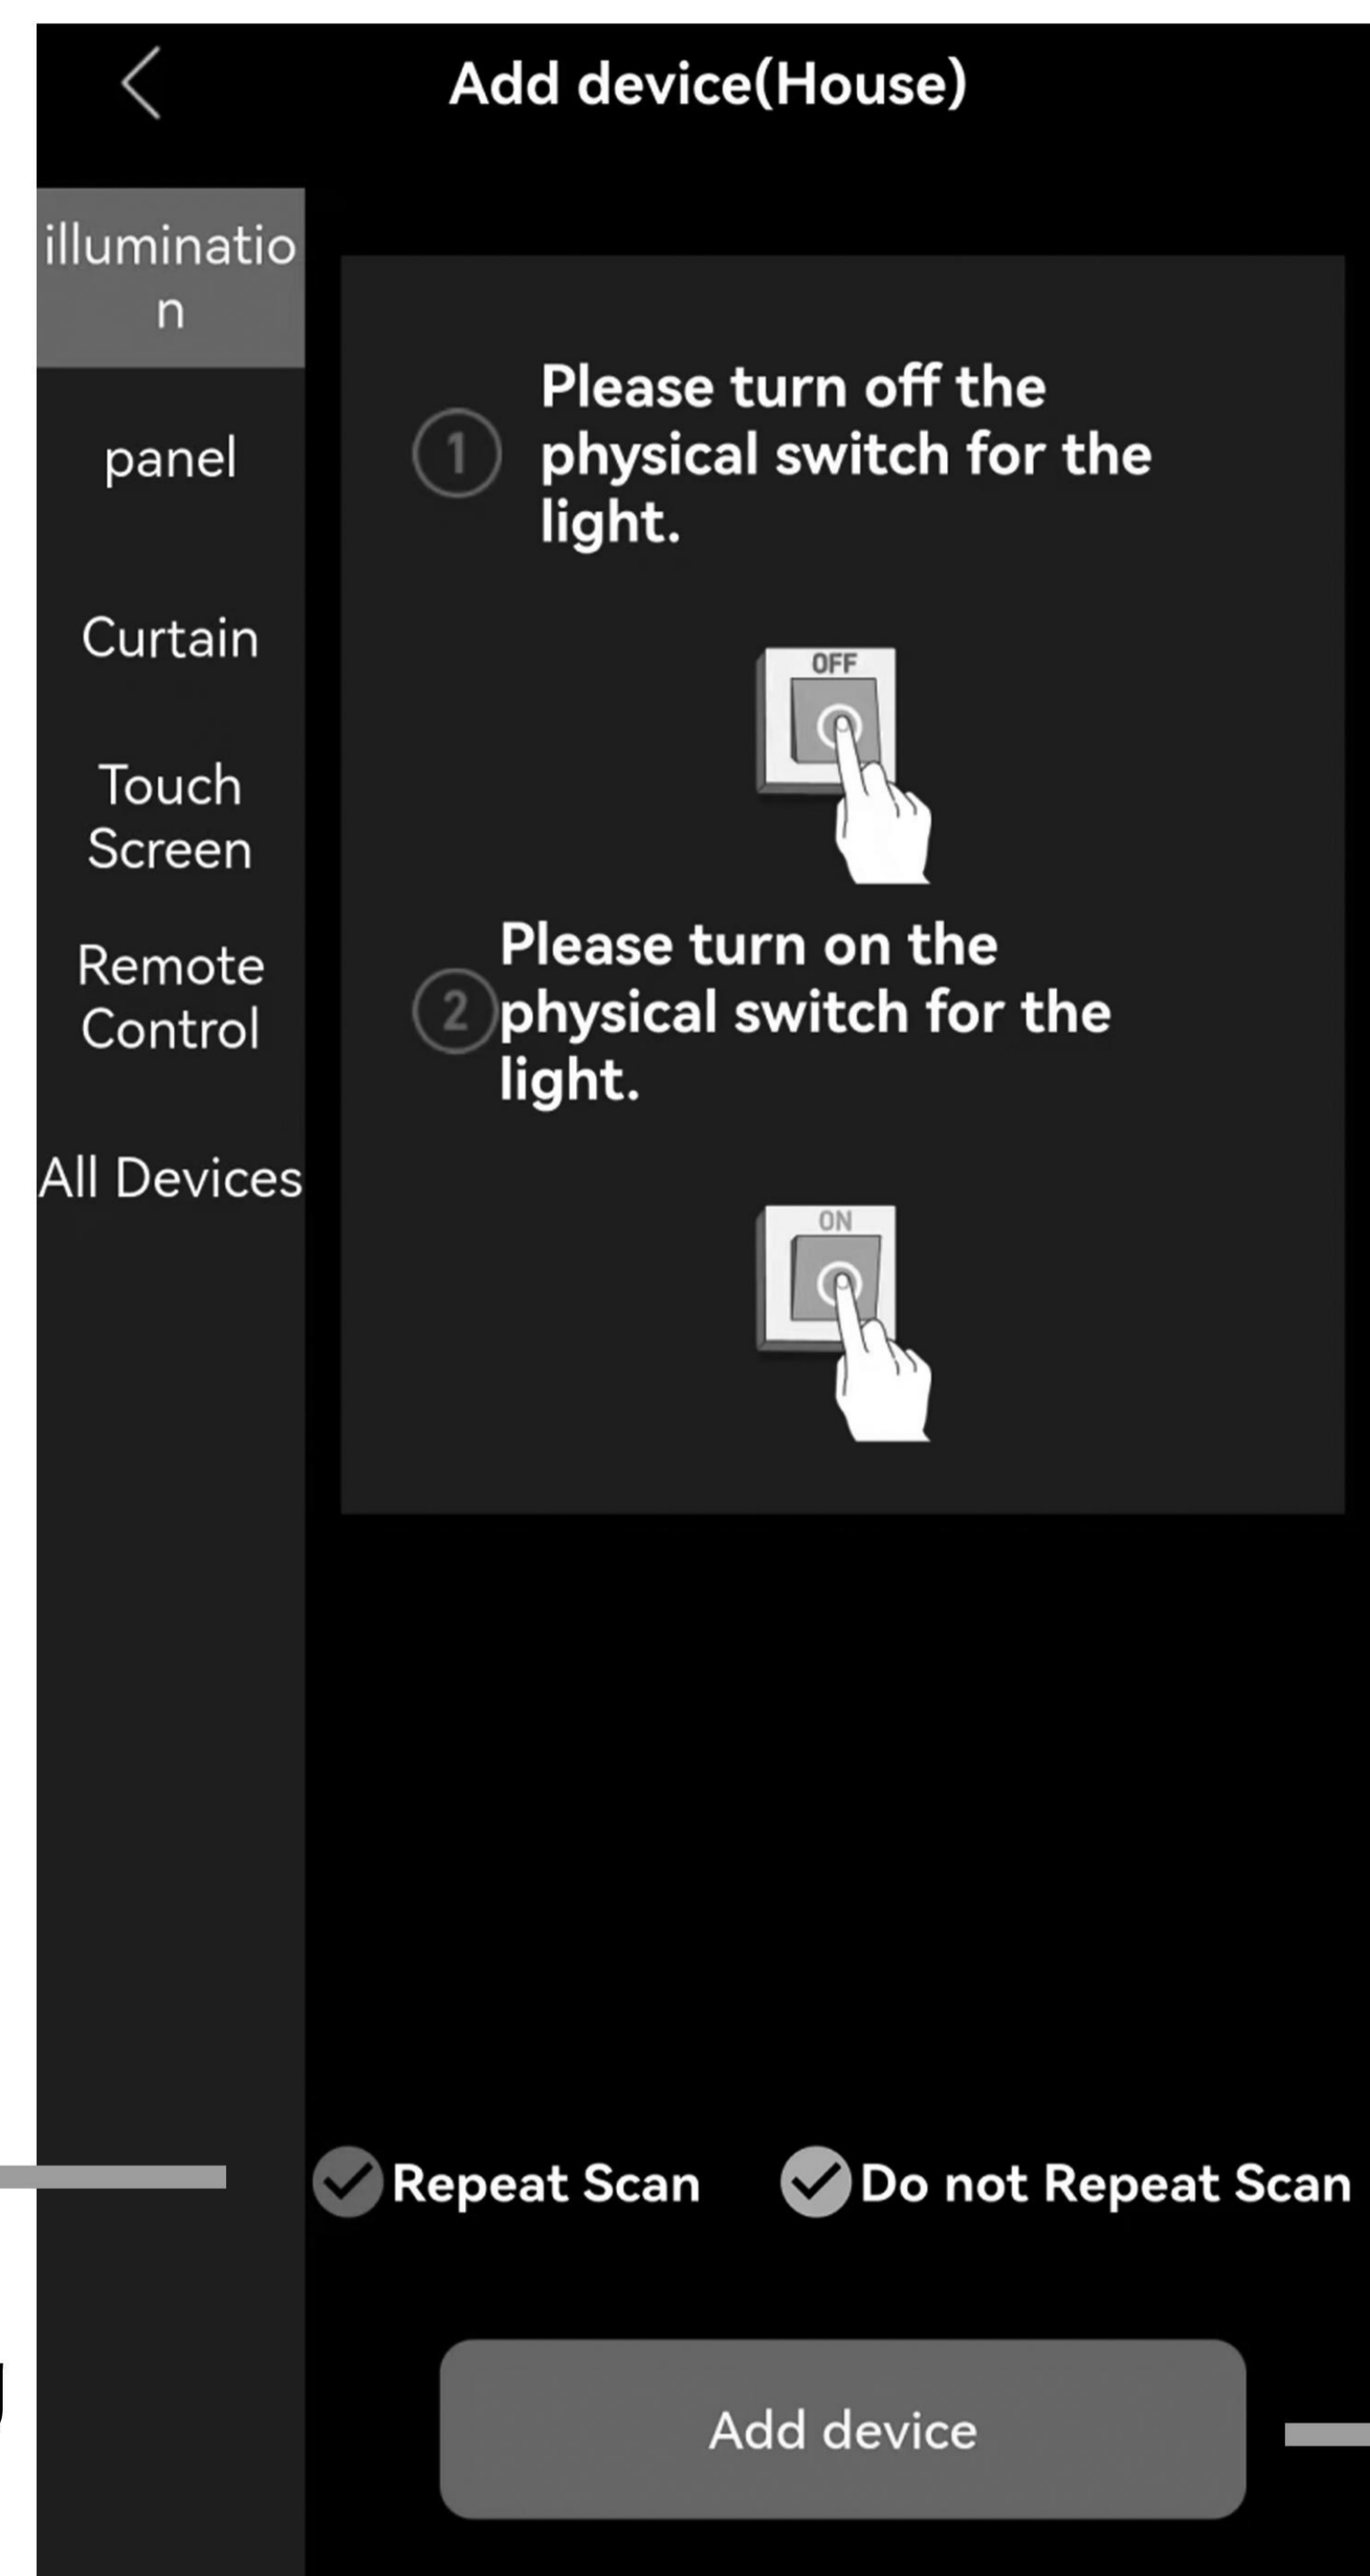 Add device(House)
illuminatio
n
panel
Curtain
Touch
Screen
Remote
Control
All Devices
1
Please turn off the
physical switch for the
light.
OFF
2
Please turn on the
physical switch for the
light.
ON
Repeat Scan
Do not Repeat Scan
Add device